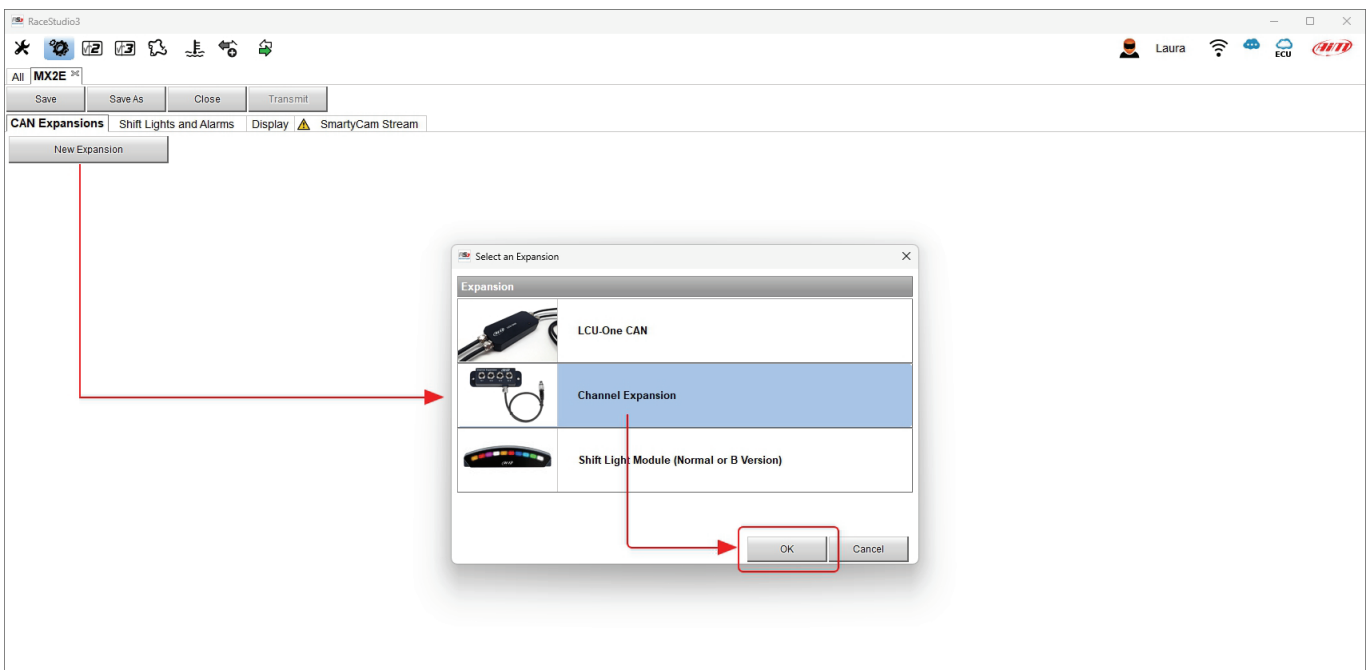 RaceStudio3
Laura
ECU
All MX2E
Save Save As Close Transmit
CAN Expansions Shift Lights and Alarms Display SmartyCam Stream
New Expansion
Select an Expansion
Expansion
LCU-One CAN
Channel Expansion
Shift Light Module (Normal or B Version)
OK Cancel